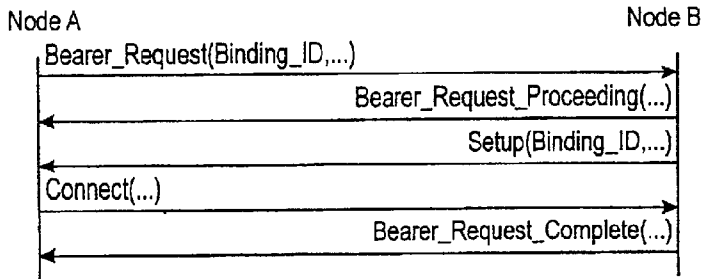 Node A
Node B
Bearer_Request(Binding_ID,...)
Bearer_Request_Proceeding(...)
Setup(Binding_ID,...)
Connect(...)
Bearer_Request_Complete(...)